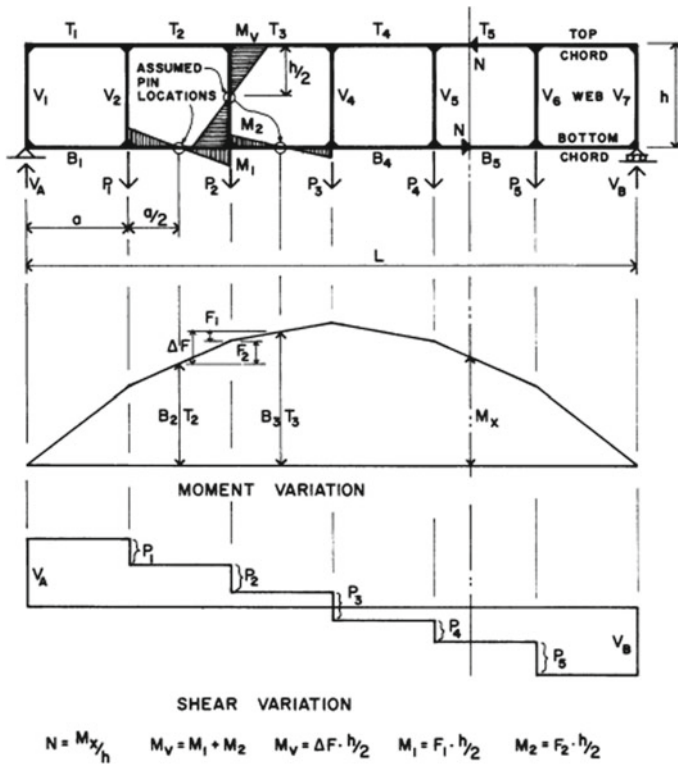 T1 T2 MV T3 T4 T5 TOP
CHORD
ASSUMED
PIN
LOCATIONS
h/2
N
V1 V2 V4 V5 V6 WEB V7 h
M2
N
BOTTOM
CHORD
B1 M1 B4 B5
VA P1 P2 P3 P4 P5 VB
a a/2
L
F1
ΔF
F2
B2 T2 B3 T3 MX
MOMENT VARIATION
VA P1
P2
P3
P4
P5
VB
SHEAR VARIATION
N = MX/h MV = M1 + M2 MV = ΔF · h/2 M1 = F1 · h/2 M2 = F2 · h/2